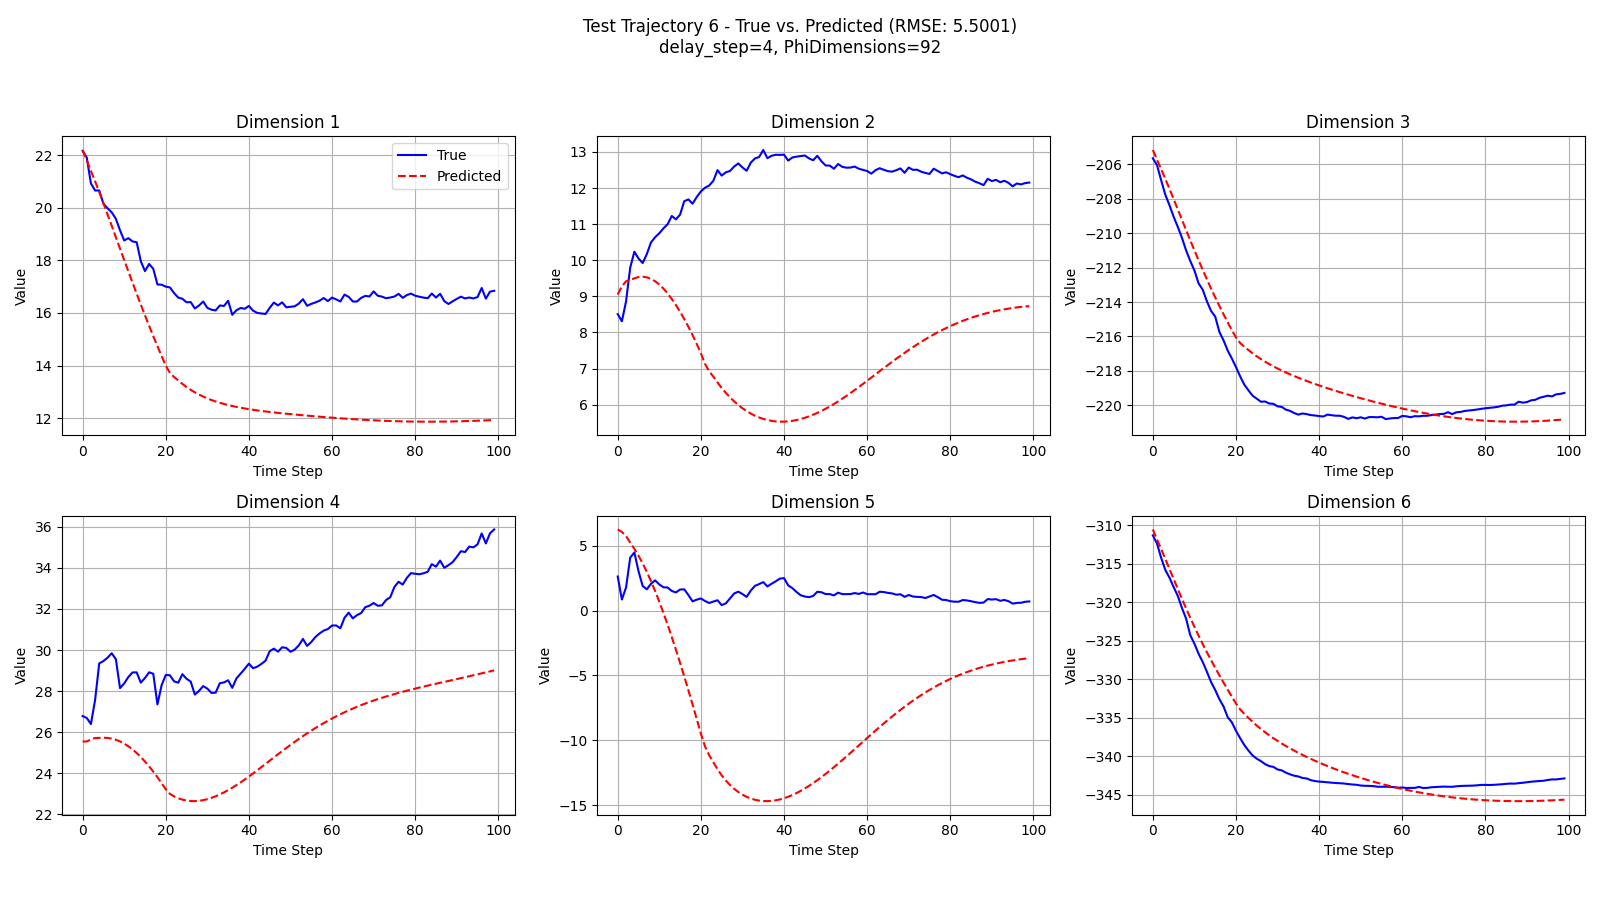 Test Trajectory 6 - True vs. Predicted (RMSE: 5.5001)
delay_step=4, PhiDimensions=92
Dimension 1
Value
22
20
18
16
14
12
0 20 40 60 80 100
Time Step
True
Predicted
Dimension 2
Value
13
12
11
10
9
8
7
6
0 20 40 60 80 100
Time Step
Dimension 3
Value
−206
−208
−210
−212
−214
−216
−218
−220
0 20 40 60 80 100
Time Step
Dimension 4
Value
36
34
32
30
28
26
24
22
0 20 40 60 80 100
Time Step
Dimension 5
Value
5
0
−5
−10
−15
0 20 40 60 80 100
Time Step
Dimension 6
Value
−310
−315
−320
−325
−330
−335
−340
−345
0 20 40 60 80 100
Time Step